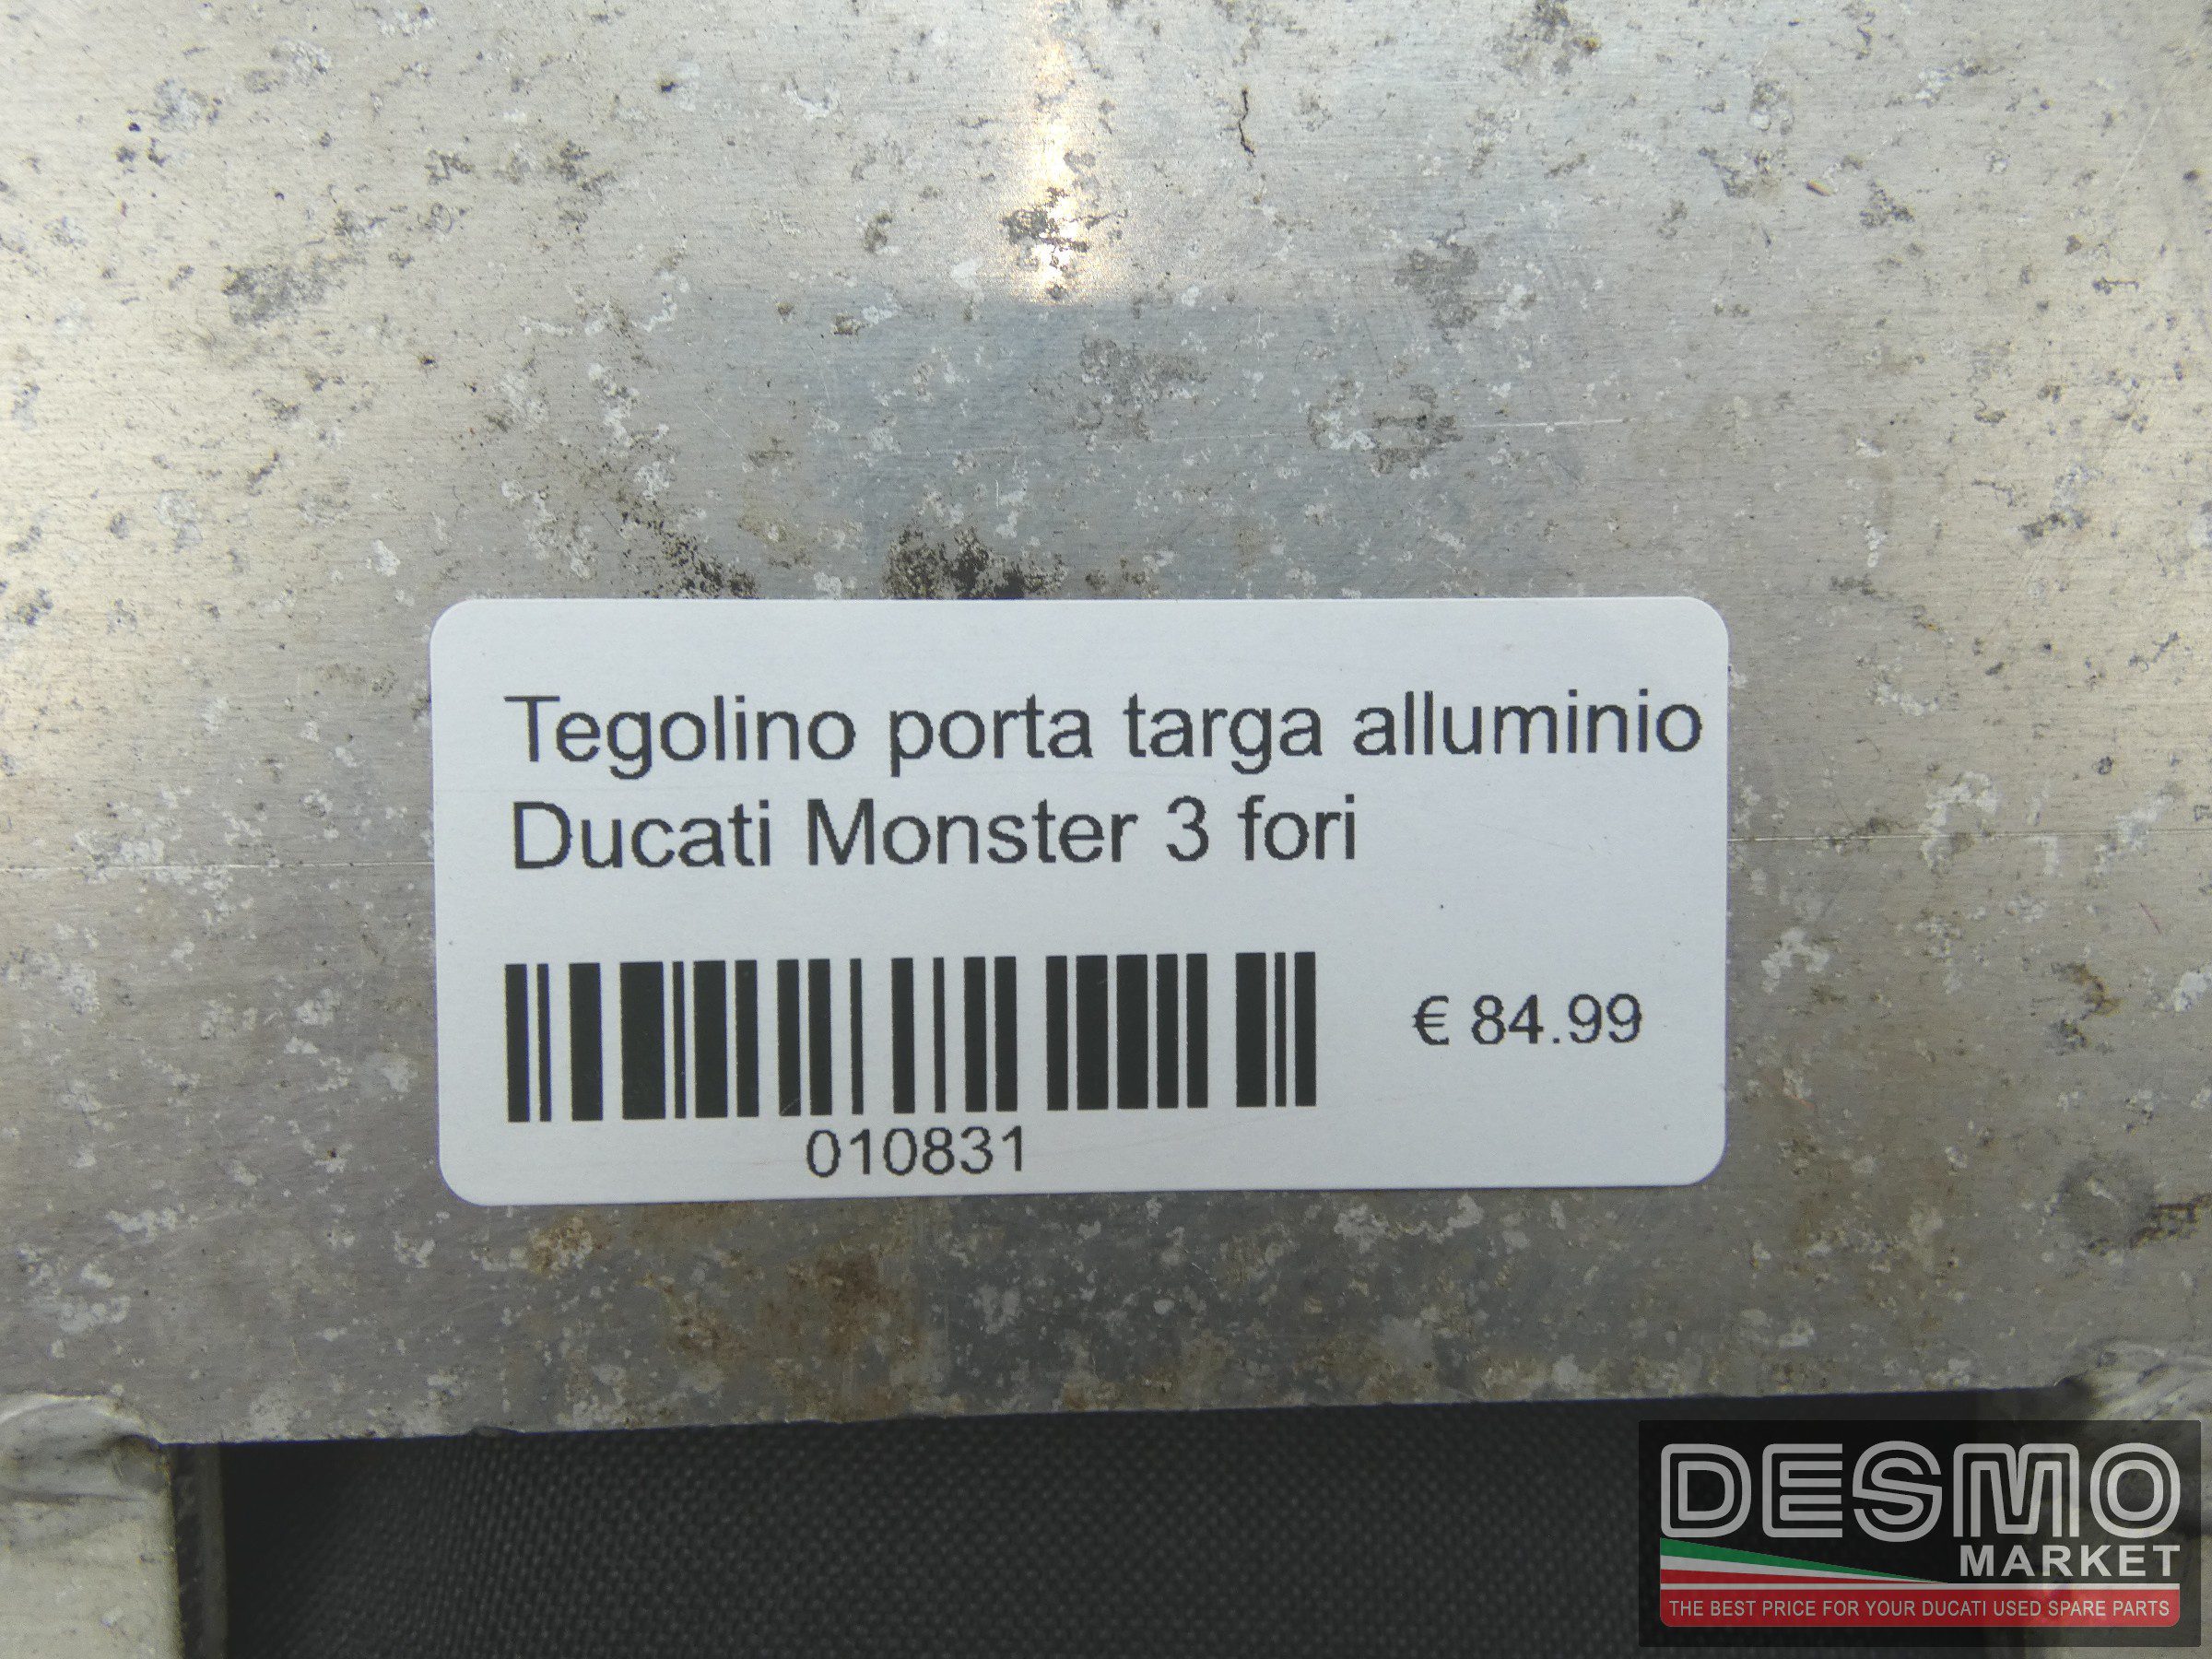 Tegolino porta targa alluminio
Ducati Monster 3 fori
€ 84.99
010831
DESMO
MARKET
THE BEST PRICE FOR YOUR DUCATI USED SPARE PARTS